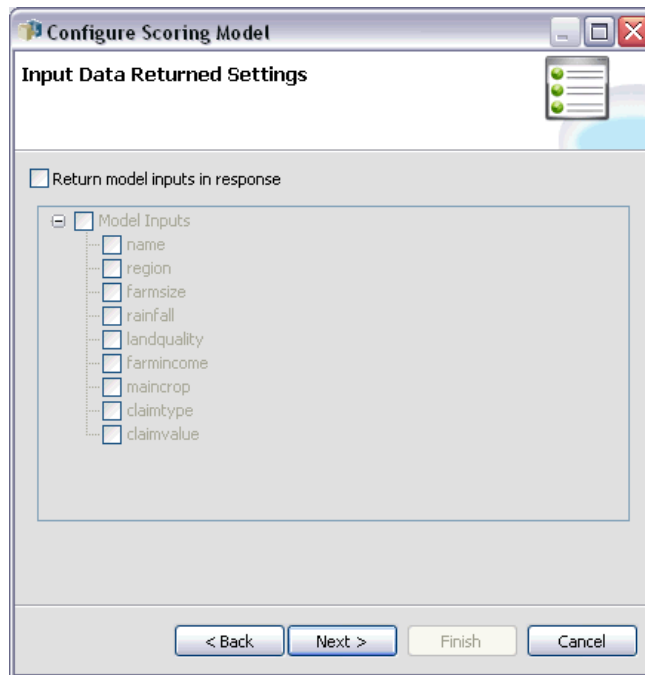 Configure Scoring Model
Input Data Returned Settings
Return model inputs in response
Model Inputs
name
region
farmsize
rainfall
landquality
farmincome
maincrop
claimtype
claimvalue
< Back
Next >
Finish
Cancel